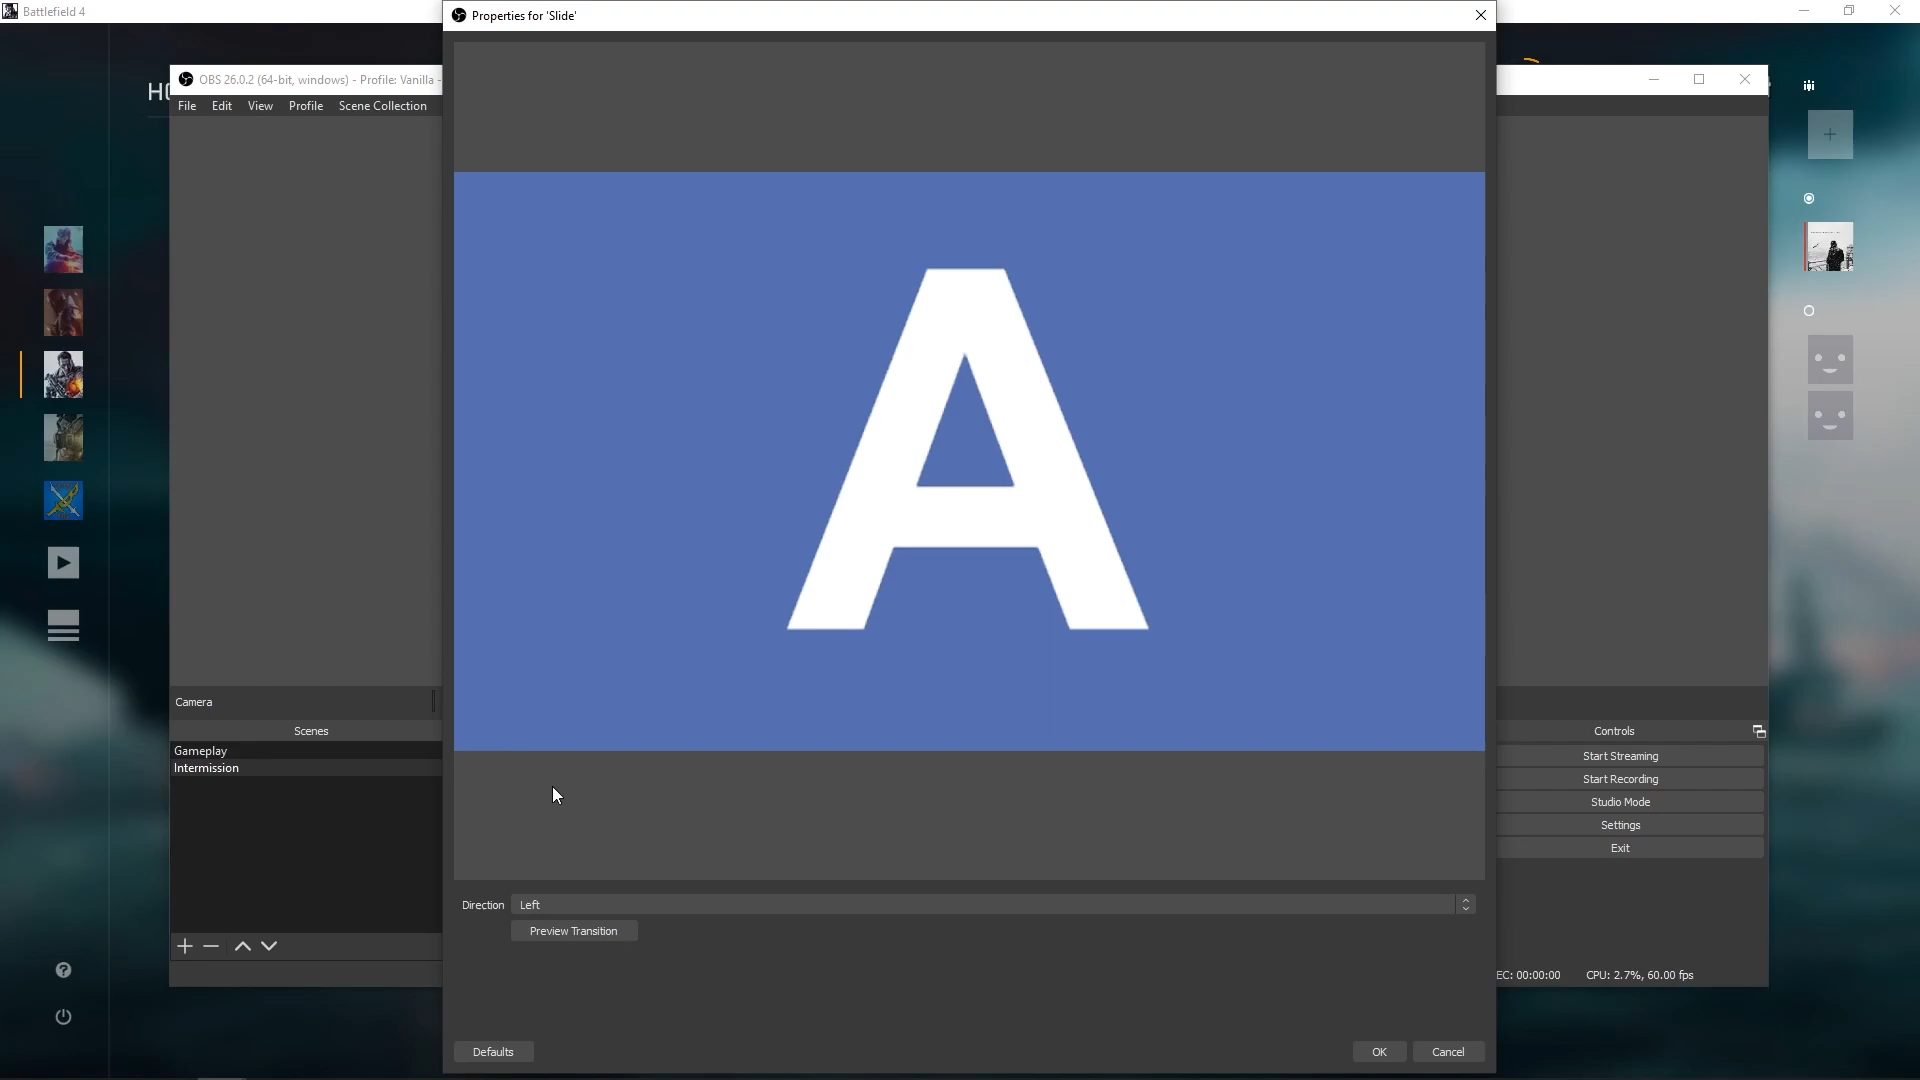 Battlefield 4
Properties for 'Slide'
OBS 26.0.2 (64-bit, windows) - Profile: Vanilla -
HO
File Edit View Profile Scene Collection
A
Camera
Scenes
Gameplay
Intermission
Controls
Start Streaming
Start Recording
Studio Mode
Settings
Exit
Direction Left
Preview Transition
EC: 00:00:00 CPU: 2.7%, 60.00 fps
Defaults OK Cancel